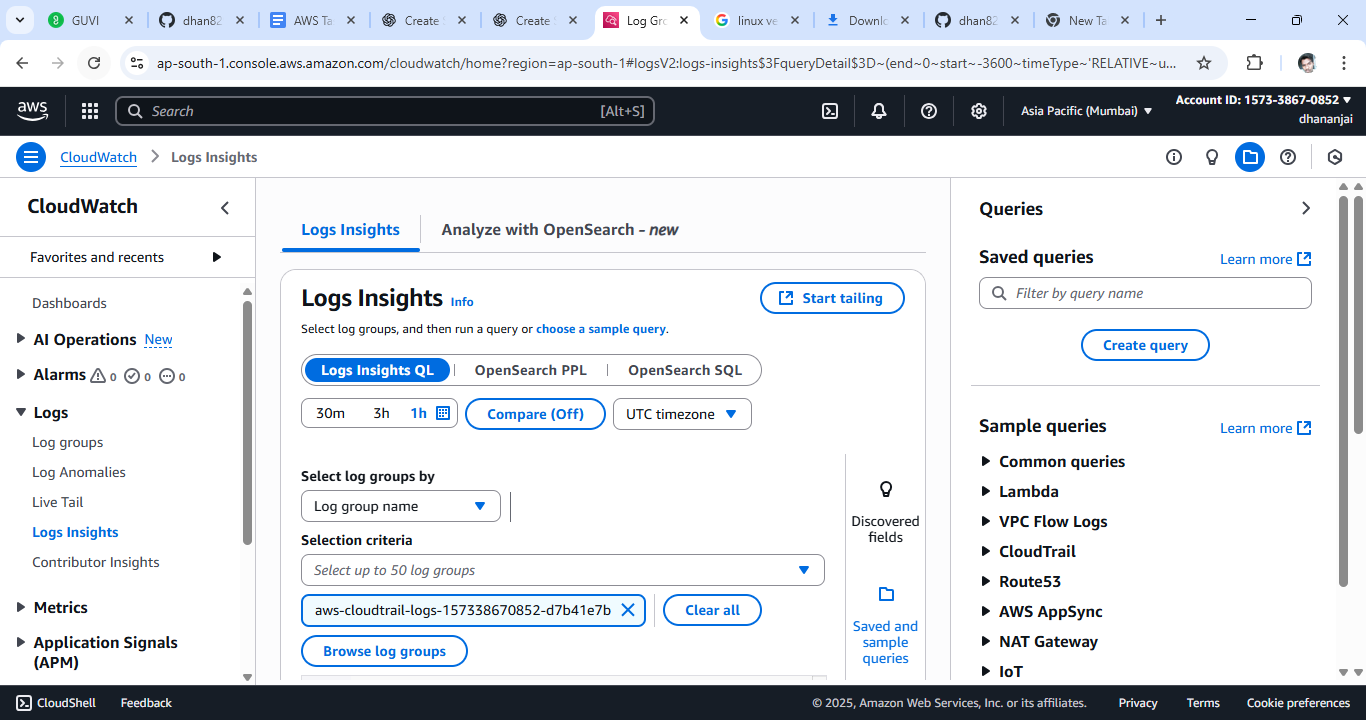 GUVI
dhan82
AWS Ta
Create S
Create S
Log Gro
linux ve
Downl
dhan82
New Ta
ap-south-1.console.aws.amazon.com/cloudwatch/home?region=ap-south-1#logsV2:logs-insights$3FqueryDetail$3D~(end~0~start~-3600~timeType~'RELATIVE~u...
aws
Search
[Alt+S]
Asia Pacific (Mumbai)
Account ID: 1573-3867-0852
dhananjai
CloudWatch
Logs Insights
CloudWatch
Favorites and recents
Dashboards
AI Operations New
Alarms 0 0 0
Logs
Log groups
Log Anomalies
Live Tail
Logs Insights
Contributor Insights
Metrics
Application Signals
(APM)
Logs Insights
Analyze with OpenSearch - new
Logs Insights Info
Start tailing
Select log groups, and then run a query or choose a sample query.
Logs Insights QL
OpenSearch PPL
OpenSearch SQL
30m 3h 1h
Compare (Off)
UTC timezone
Select log groups by
Log group name
Selection criteria
Select up to 50 log groups
aws-cloudtrail-logs-157338670852-d7b41e7b
Clear all
Browse log groups
Discovered
fields
Saved and
sample
queries
Queries
Saved queries
Learn more
Filter by query name
Create query
Sample queries
Learn more
Common queries
Lambda
VPC Flow Logs
CloudTrail
Route53
AWS AppSync
NAT Gateway
IoT
CloudShell
Feedback
© 2025, Amazon Web Services, Inc. or its affiliates.
Privacy
Terms
Cookie preferences